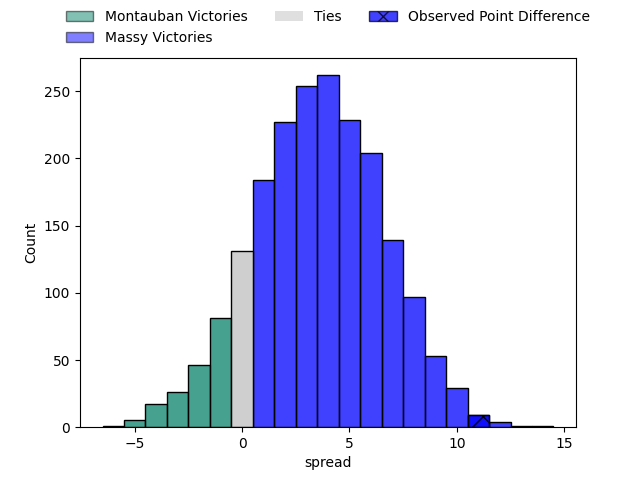 Montauban Victories
Massy Victories
Ties
Observed Point Difference
250
200
150
100
50
0
Count
−5
0
5
10
15
spread